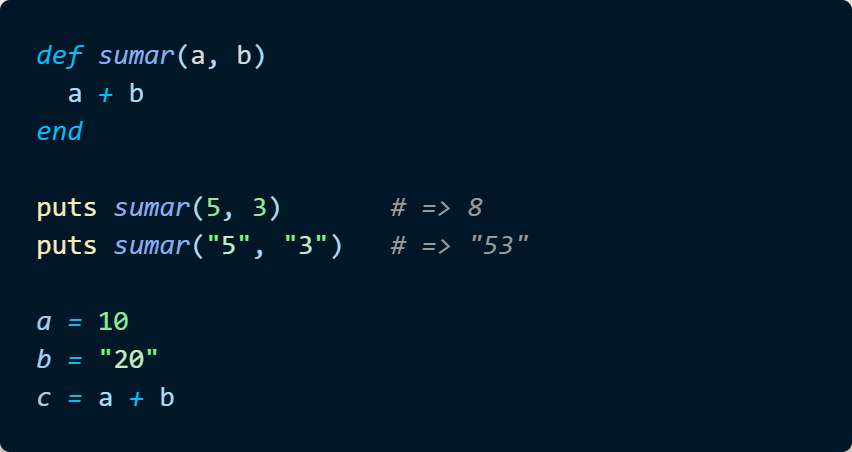 def sumar(a, b)
  a + b
end

puts sumar(5, 3)       # => 8
puts sumar("5", "3")   # => "53"

a = 10
b = "20"
c = a + b